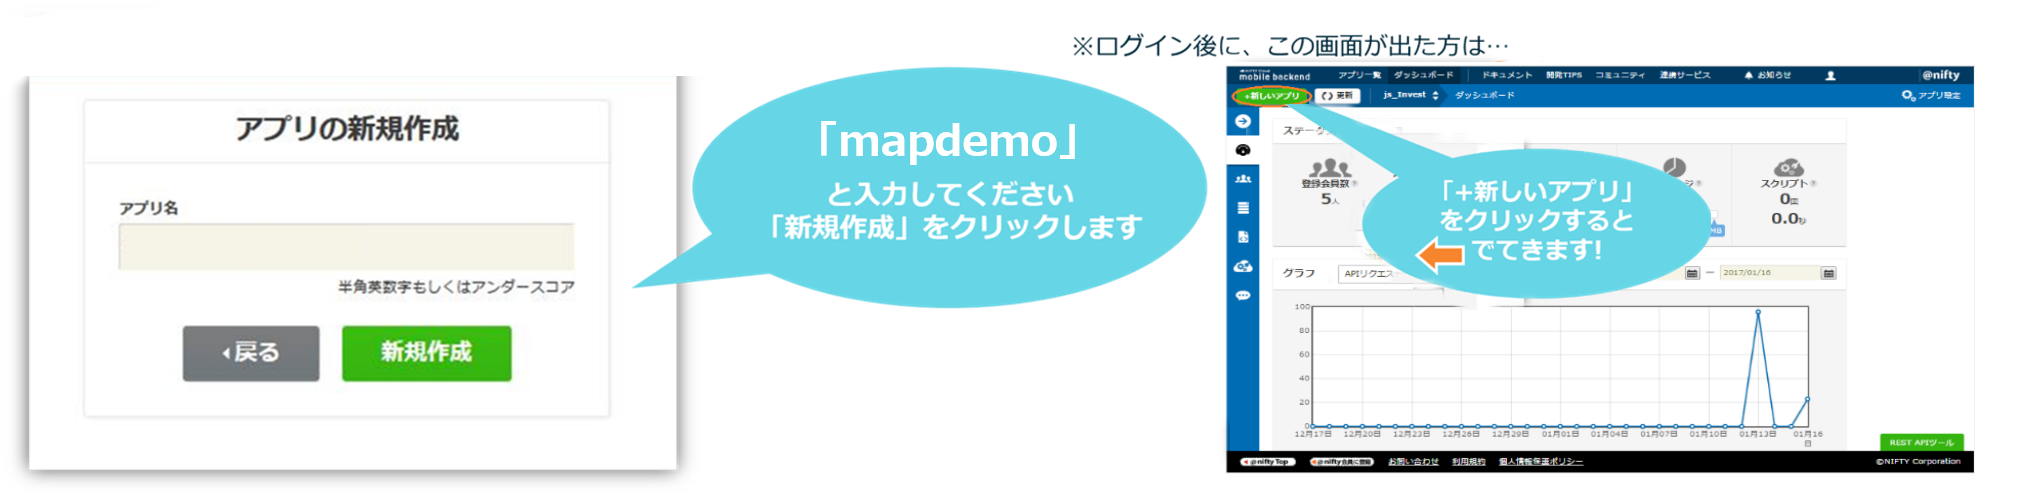 アプリの新規作成
アプリ名
半角英数字もしくはアンダースコア
戻る
新規作成
「mapdemo」
と入力してください
「新規作成」をクリックします
※ログイン後に、この画面が出た方は…
mobile backend
アプリ一覧 ダッシュボード ドキュメント 開発TIPS コミュニティ 連携サービス お知らせ
@nifty
+新しいアプリ 更新 js_Invest ダッシュボード アプリ設定
登録会員数
5人
スクリプト
0回
0.0秒
MB
「+新しいアプリ」
をクリックすると
でてきます!
グラフ APIリクエス — 2017/01/16
100
80
60
40
20
0
12月17日 12月20日 12月23日 12月26日 12月29日 01月01日 01月04日 01月07日 01月10日 01月13日 01月16日
REST APIツール
@nifty Top @nifty会員に登録 お問い合わせ 利用規約 個人情報保護ポリシー
©NIFTY Corporation